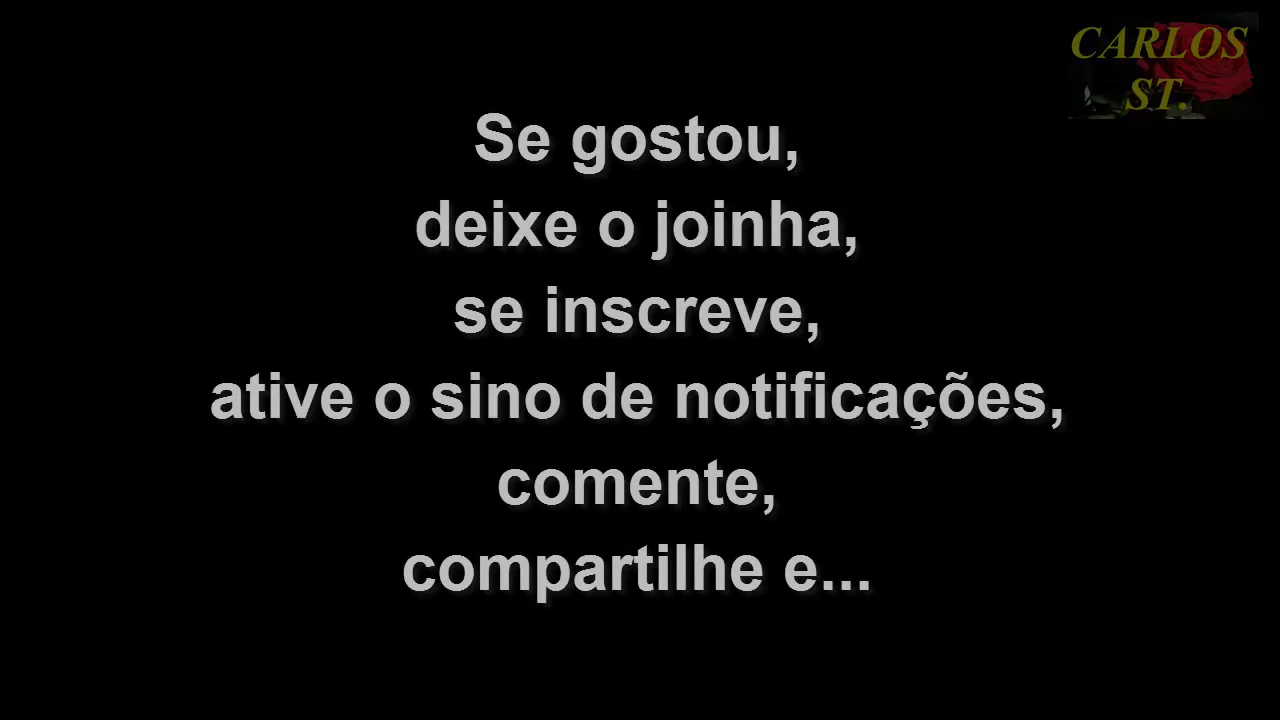 CARLOS
ST.
Se gostou,
deixe o joinha,
se inscreve,
ative o sino de notificações,
comente,
compartilhe e...